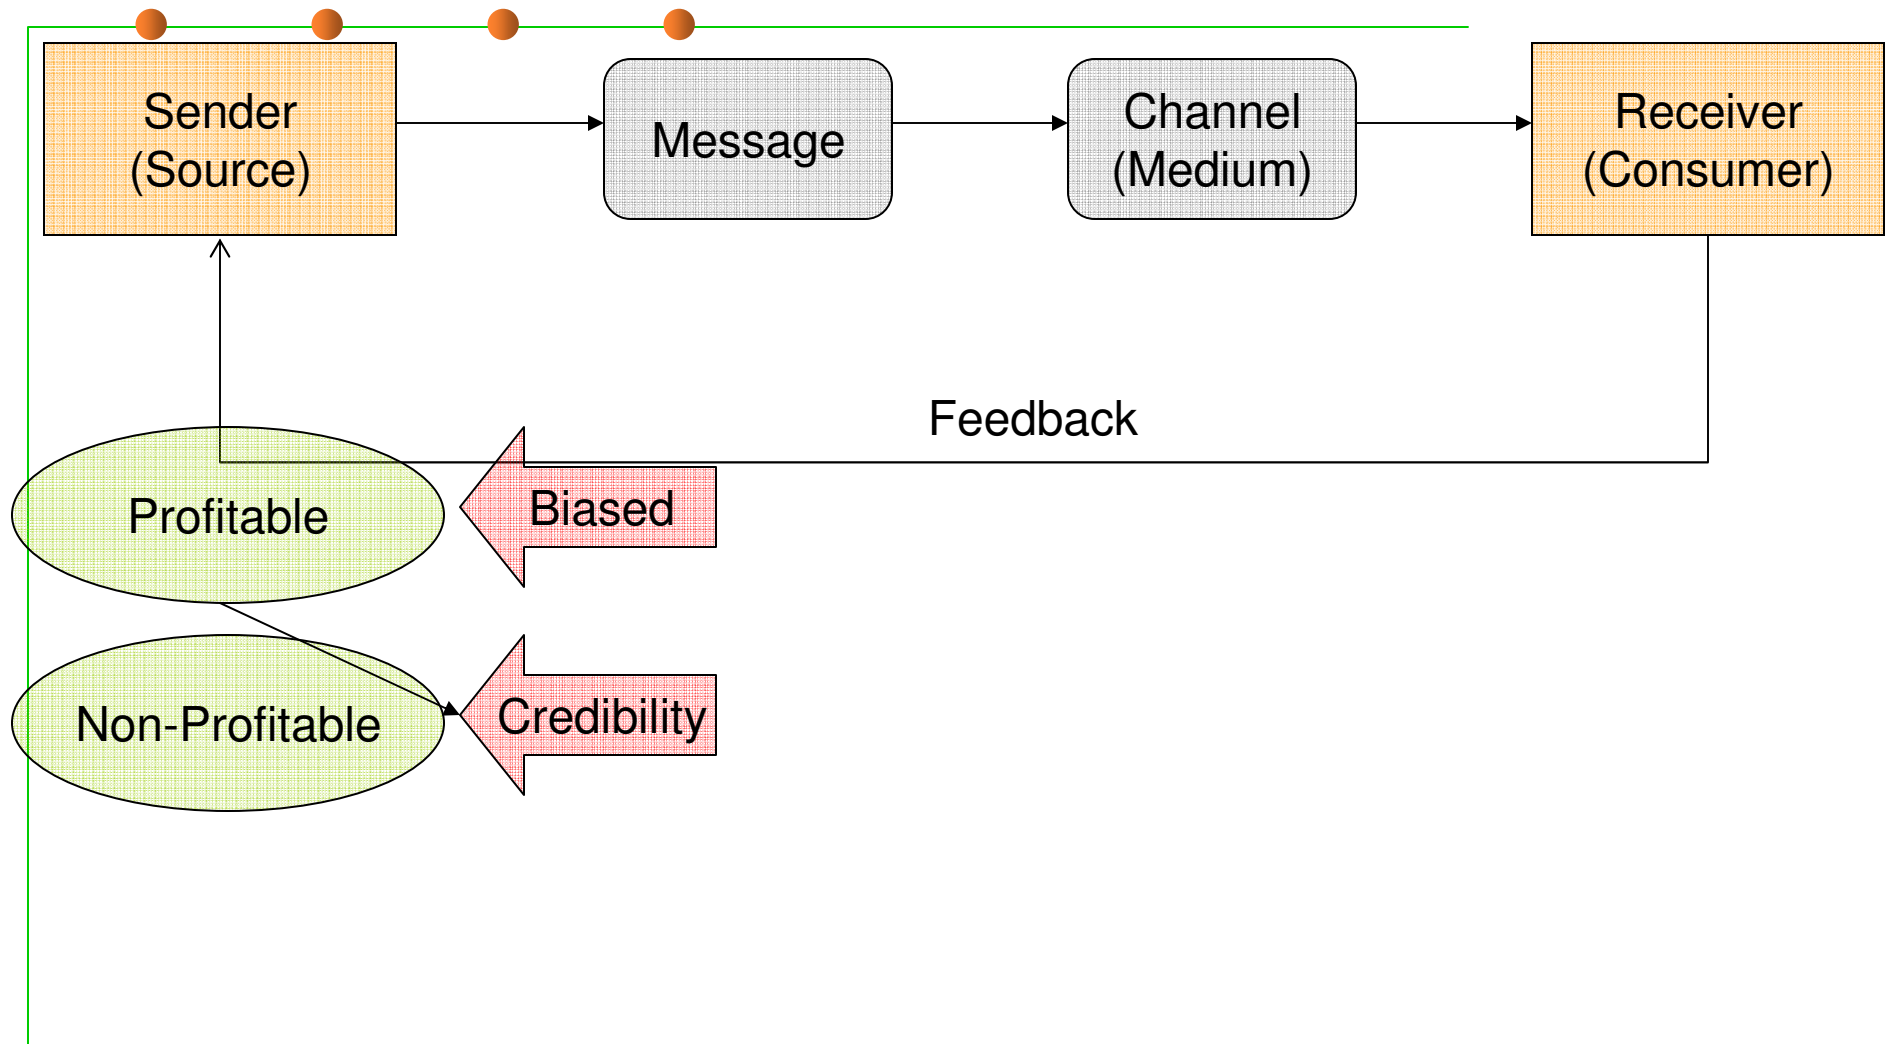 Sender
(Source)
Message
Channel
(Medium)
Receiver
(Consumer)
Feedback
Profitable
Biased
Non-Profitable
Credibility